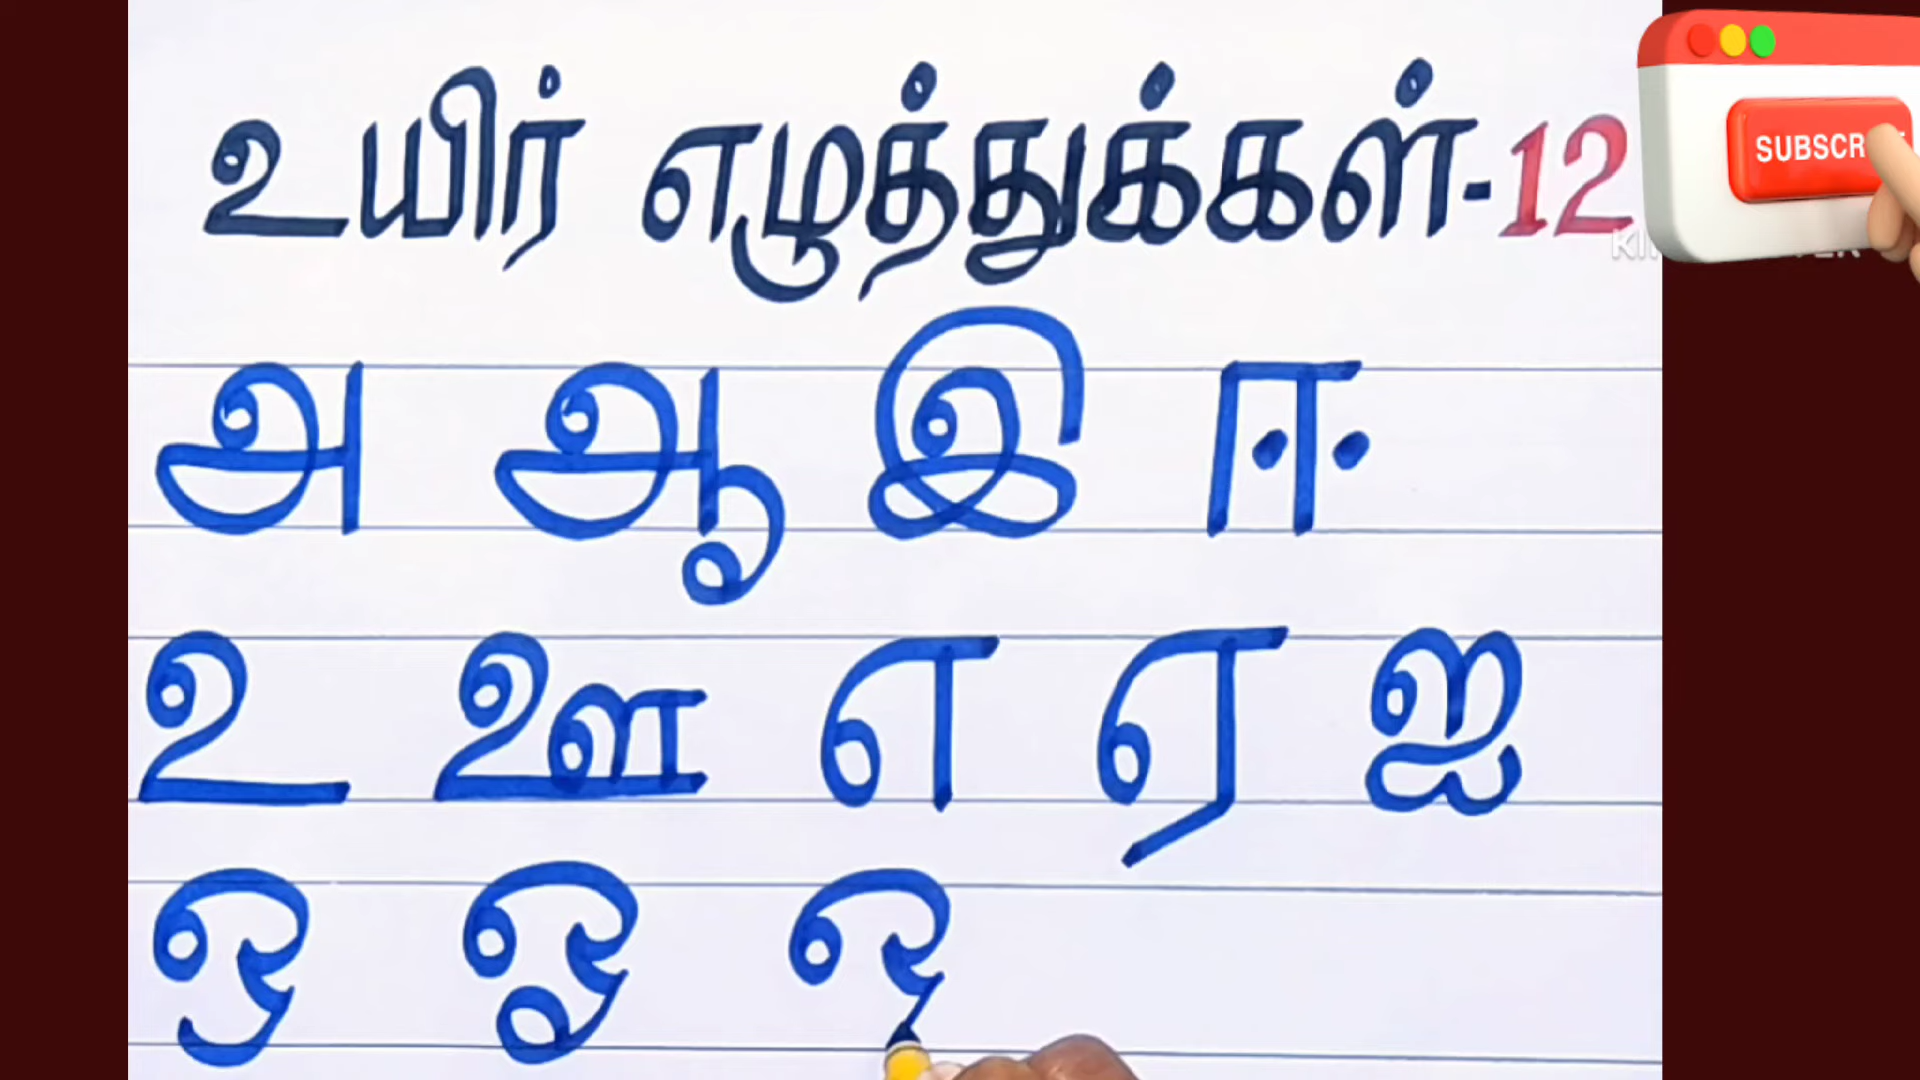 உயிர் எழுத்துக்கள்-12
SUBSCR
அ ஆ இ ஈ
உ ஊ எ ஏ ஐ
ஒ ஓ